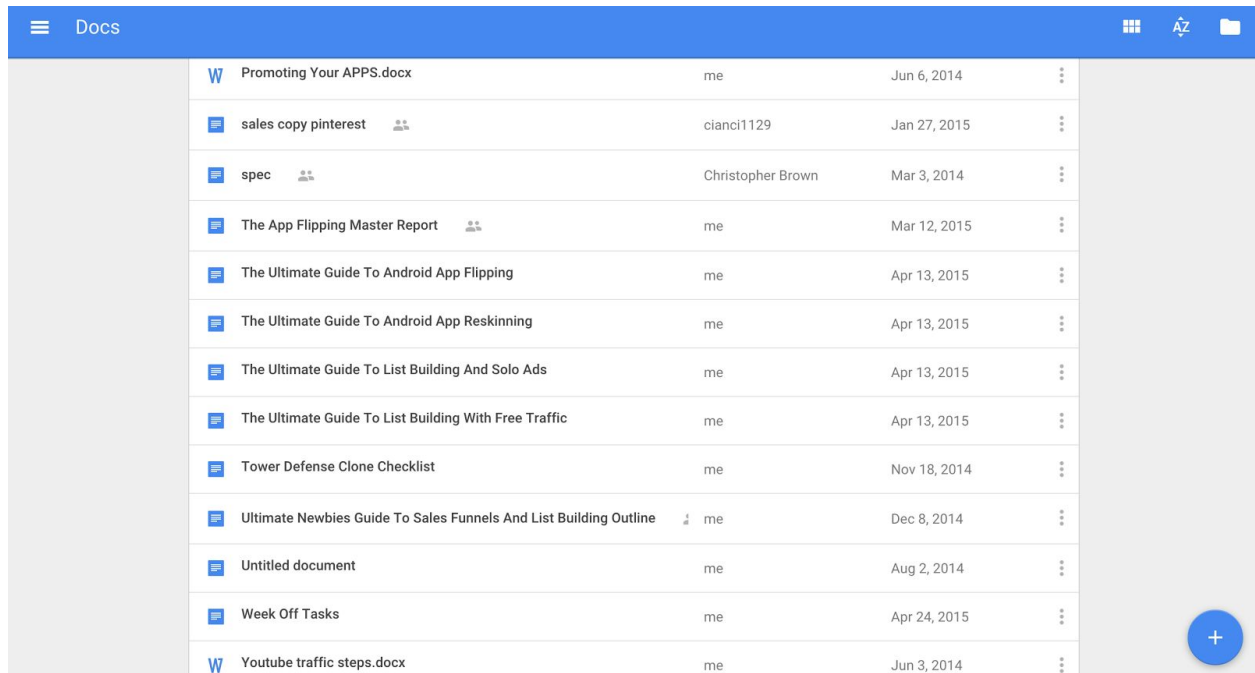 Docs
Promoting Your APPS.docx me Jun 6, 2014
sales copy pinterest cianci1129 Jan 27, 2015
spec Christopher Brown Mar 3, 2014
The App Flipping Master Report me Mar 12, 2015
The Ultimate Guide To Android App Flipping me Apr 13, 2015
The Ultimate Guide To Android App Reskinning me Apr 13, 2015
The Ultimate Guide To List Building And Solo Ads me Apr 13, 2015
The Ultimate Guide To List Building With Free Traffic me Apr 13, 2015
Tower Defense Clone Checklist me Nov 18, 2014
Ultimate Newbies Guide To Sales Funnels And List Building Outline me Dec 8, 2014
Untitled document me Aug 2, 2014
Week Off Tasks me Apr 24, 2015
Youtube traffic steps.docx me Jun 3, 2014